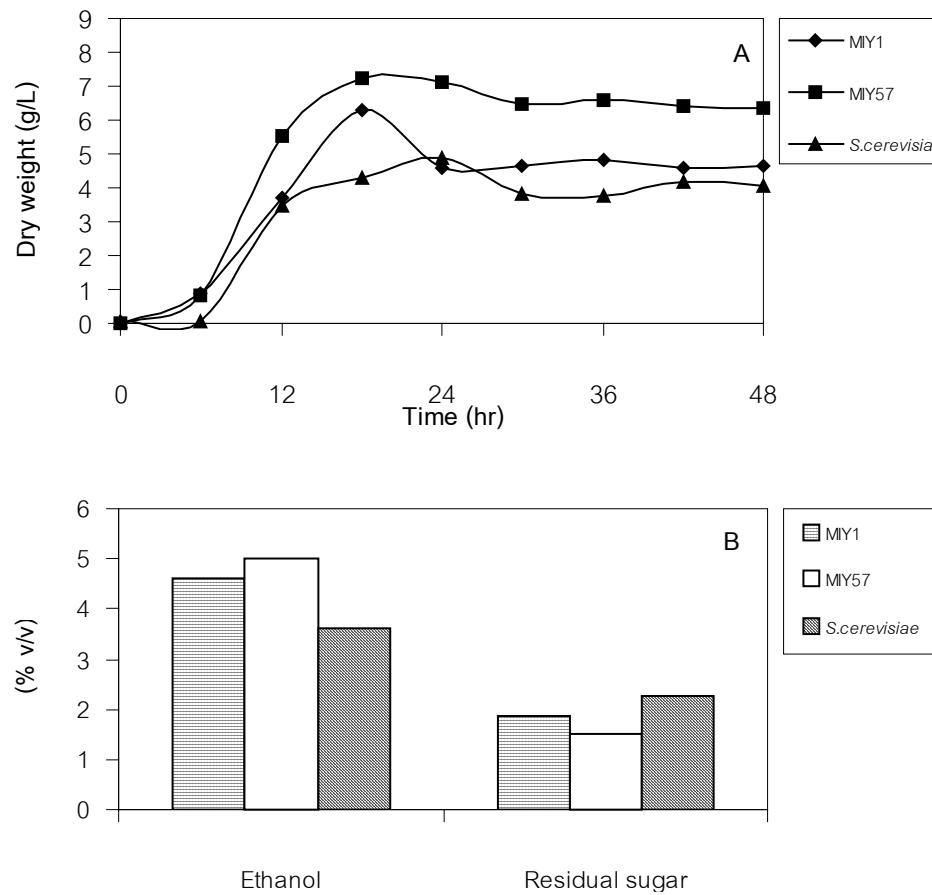 9
8
7
6
5
4
3
2
1
0
Dry weight (g/L)
A
MIY1
MIY57
S.cerevisia
0 12 24 36 48
Time (hr)
6
5
4
3
2
1
0
(% v/v)
B
MIY1
MIY57
S.cerevisiae
Ethanol Residual sugar